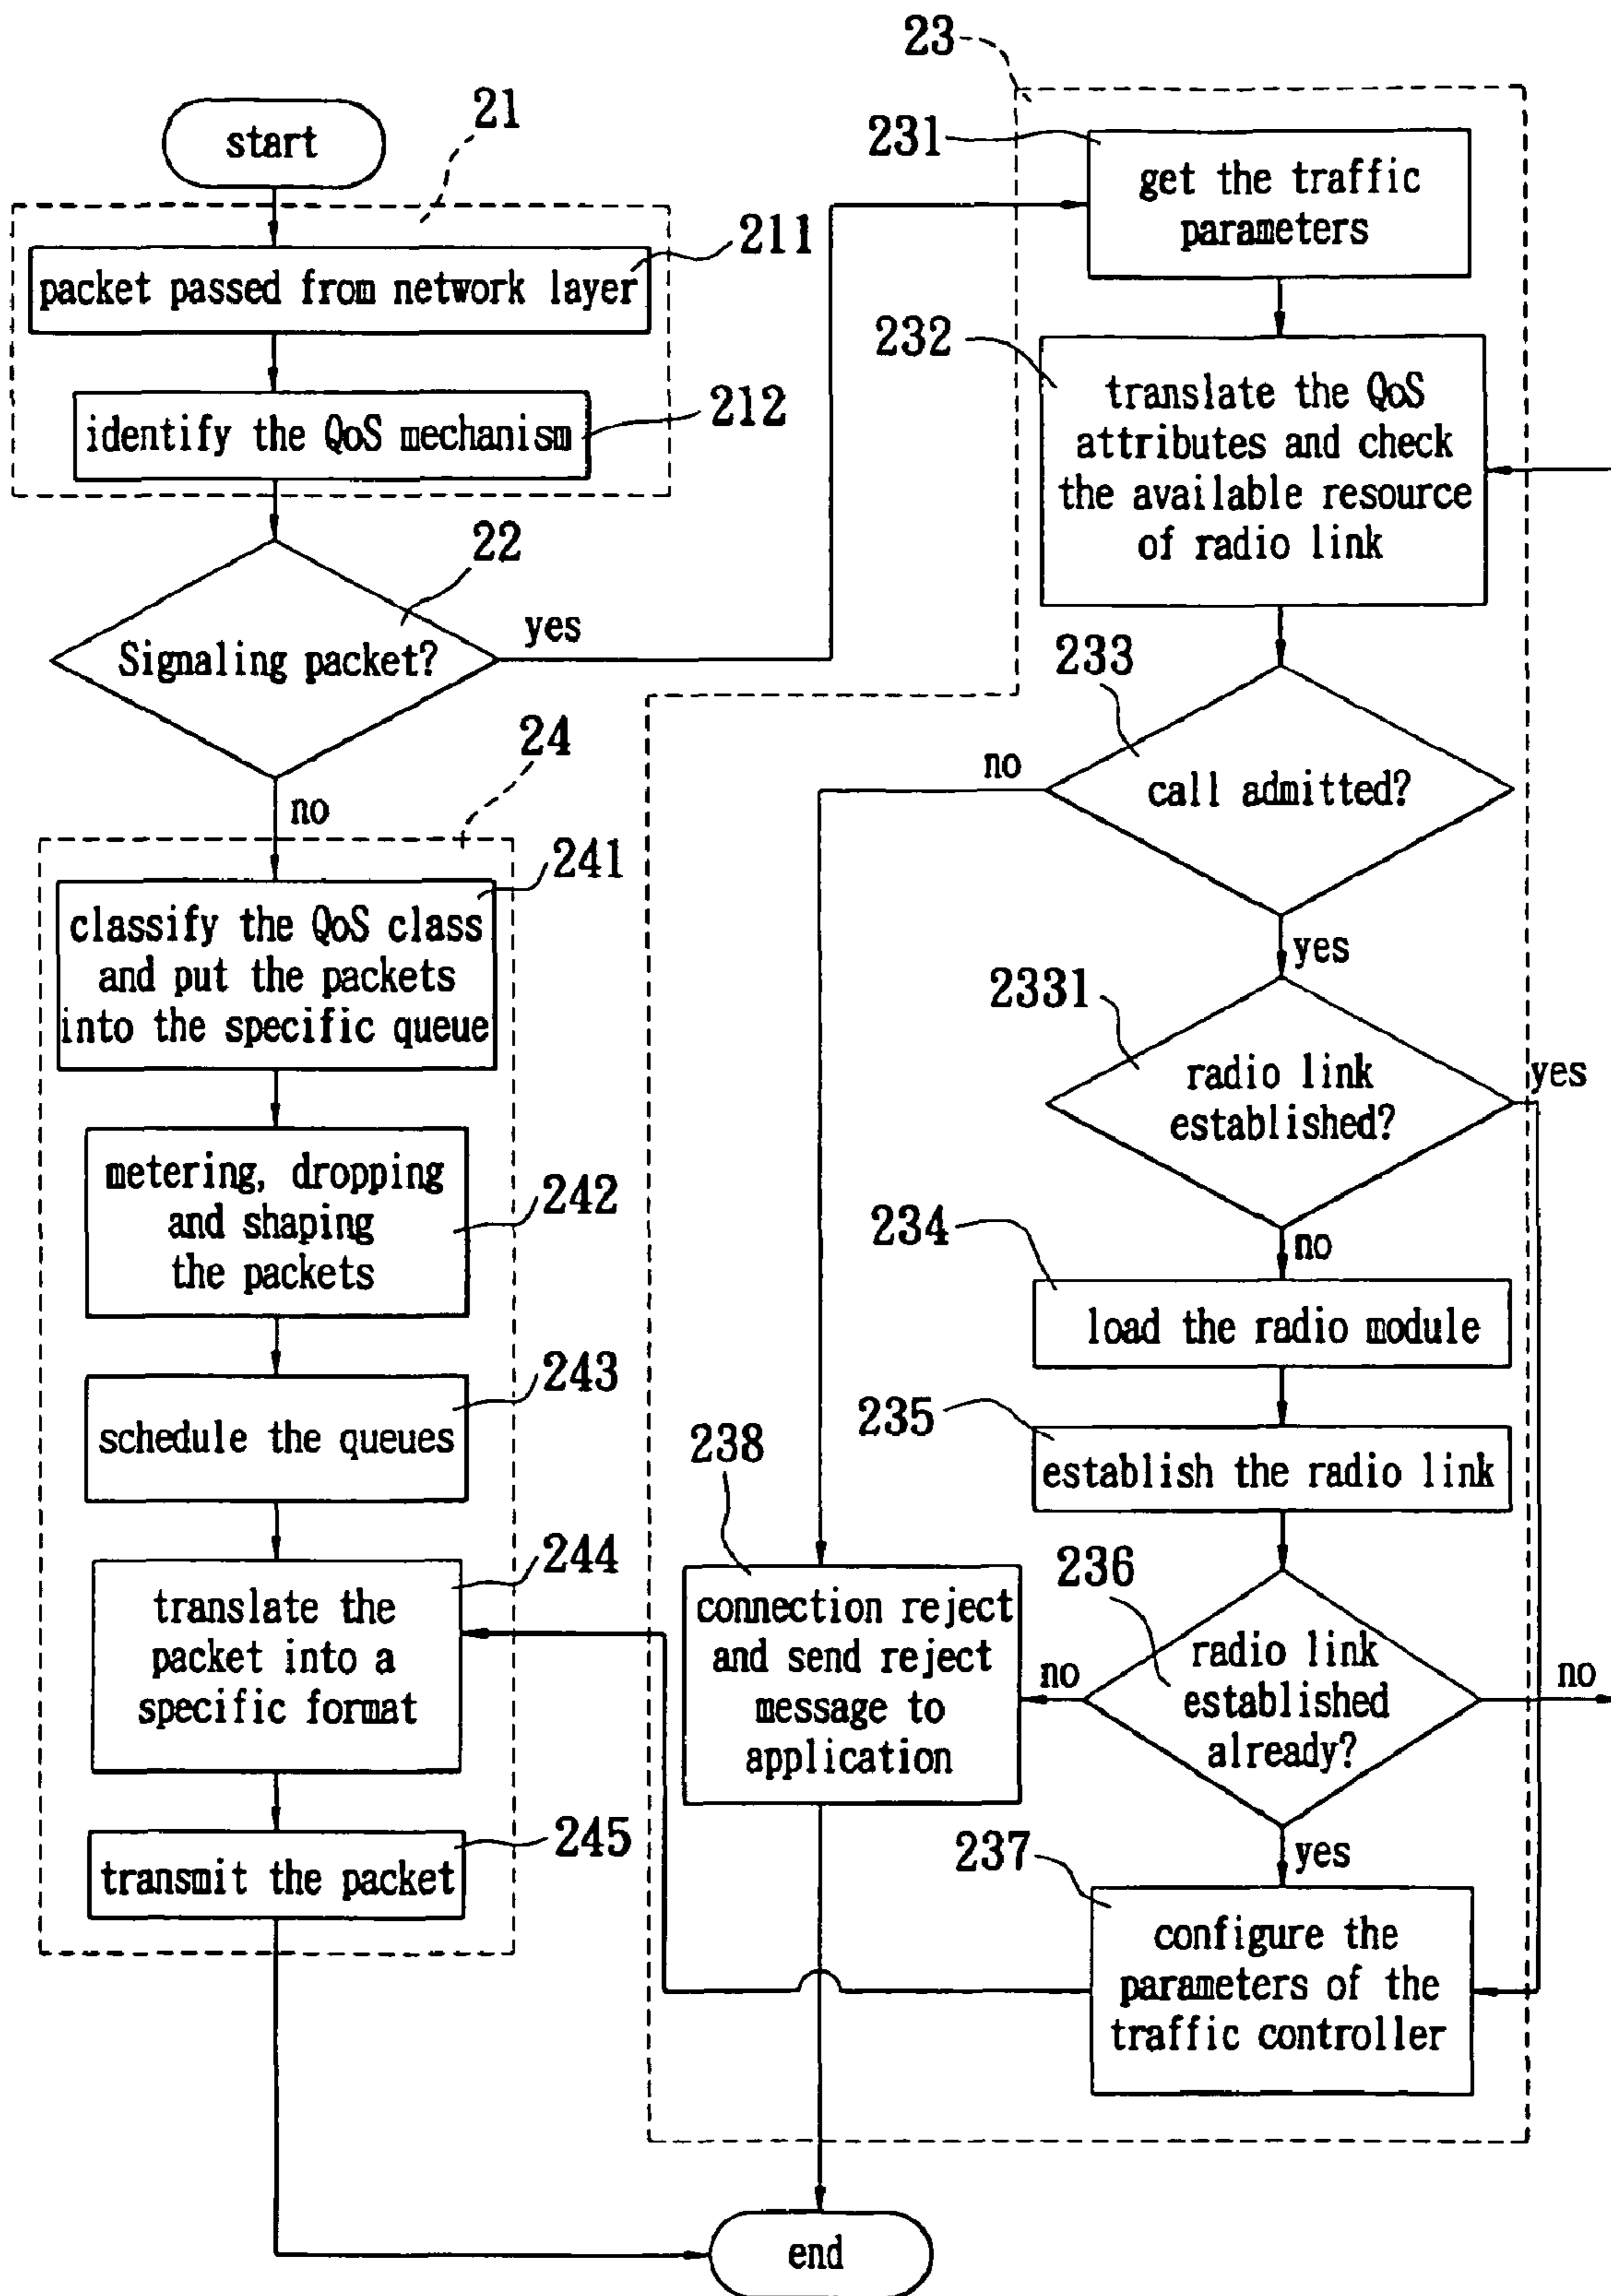 start
21
packet passed from network layer
211
identify the QoS mechanism
212
22
Signaling packet?
yes
no
24
241
classify the QoS class
and put the packets
into the specific queue
metering, dropping
and shaping
the packets
242
schedule the queues
243
translate the
packet into a
specific format
244
transmit the packet
245
23
231
get the traffic
parameters
232
translate the QoS
attributes and check
the available resource
of radio link
233
call admitted?
no
yes
2331
radio link
established?
yes
no
234
load the radio module
235
establish the radio link
236
radio link
established
already?
no
no
yes
238
connection reject
and send reject
message to
application
237
configure the
parameters of the
traffic controller
end